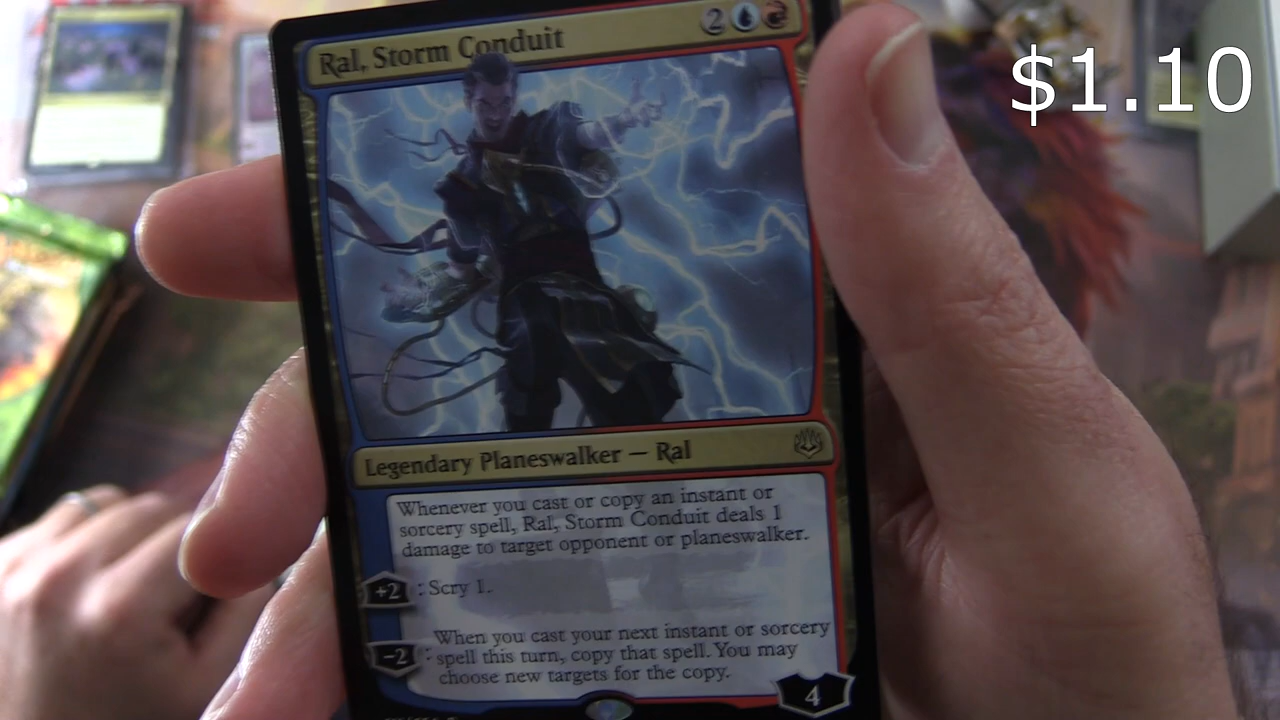 $1.10
Ral, Storm Conduit
2
Legendary Planeswalker — Ral
Whenever you cast or copy an instant or
sorcery spell, Ral, Storm Conduit deals 1
damage to target opponent or planeswalker.
+2 : Scry 1.
−2 : When you cast your next instant or sorcery
spell this turn, copy that spell. You may
choose new targets for the copy.
4